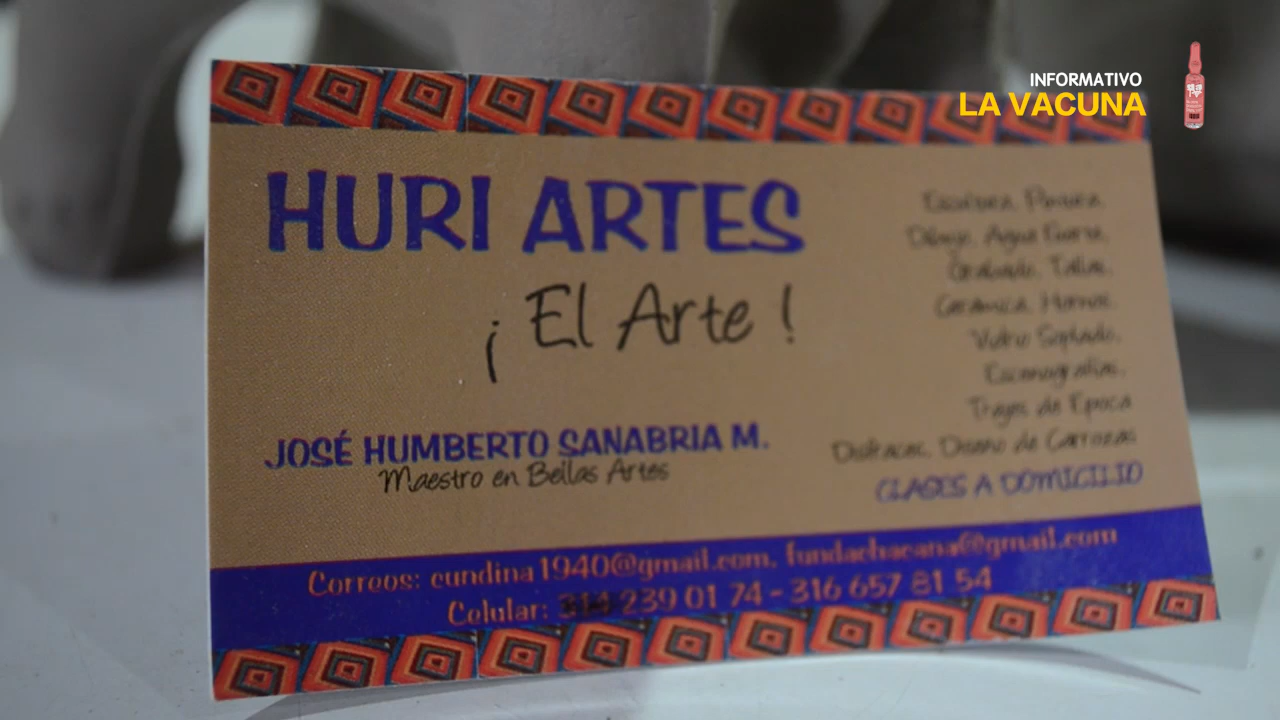 INFORMATIVO
LA VACUNA
HURI ARTES
¡ El Arte !
JOSÉ HUMBERTO SANABRIA M.
Maestro en Bellas Artes
Escultura, Pintura,
Dibujo, Agua Fuerte,
Grabado, Tallas,
Cerámica, Hornos,
Vidrio Soplado,
Escenografías,
Trajes de Epoca
Disfraces, Diseño de Carrozas
CLASES A DOMICILIO
Correos: cundina1940@gmail.com, fundachacana@gmail.com
Celular: 239 01 74 - 316 657 81 54